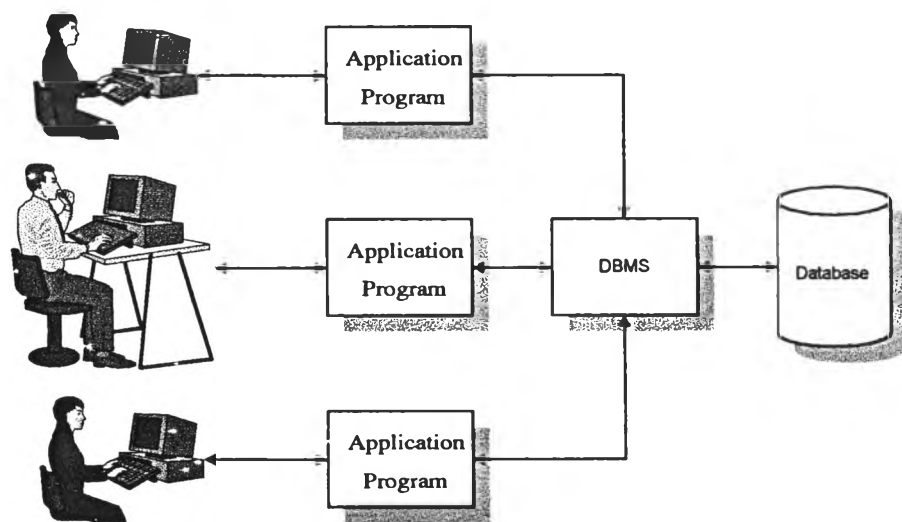 Application
Program
Application
Program
DBMS
Database
Application
Program